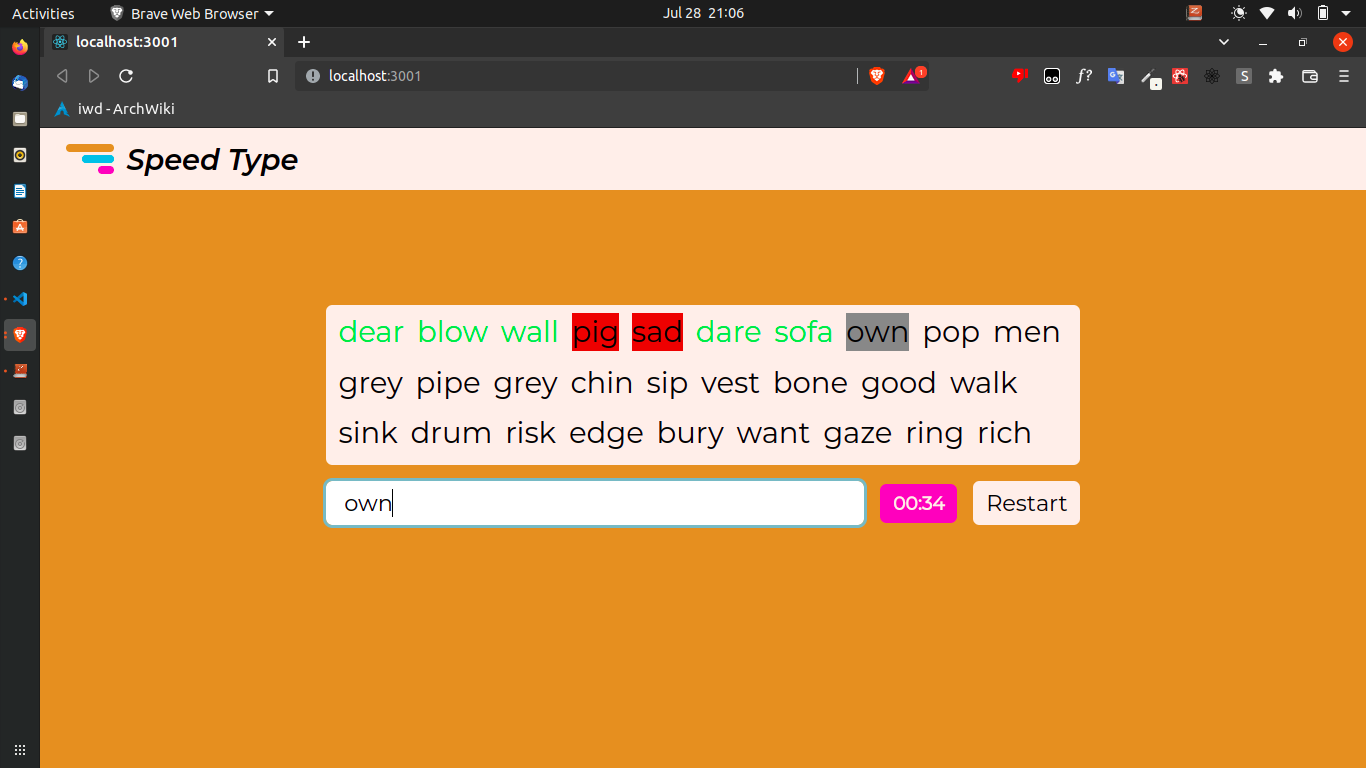 Activities Brave Web Browser Jul 28 21:06
localhost:3001
localhost:3001 1 f? S
iwd - ArchWiki
Speed Type
dear blow wall pig sad dare sofa own pop men
grey pipe grey chin sip vest bone good walk
sink drum risk edge bury want gaze ring rich
own 00:34 Restart